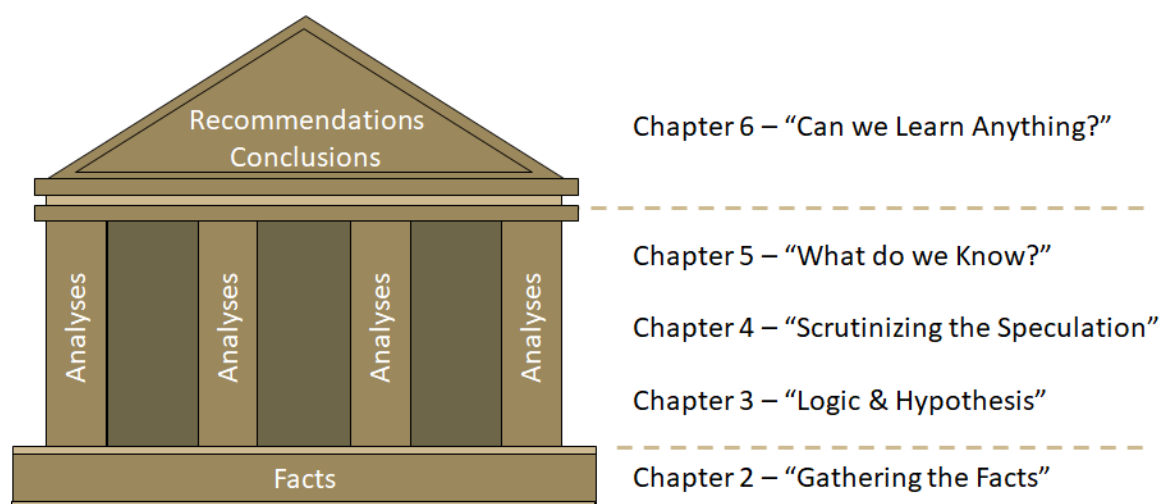 Recommendations
Conclusions
Chapter 6 – “Can we Learn Anything?”
Analyses
Analyses
Analyses
Analyses
Chapter 5 – “What do we Know?”
Chapter 4 – “Scrutinizing the Speculation”
Chapter 3 – “Logic & Hypothesis”
Facts
Chapter 2 – “Gathering the Facts”